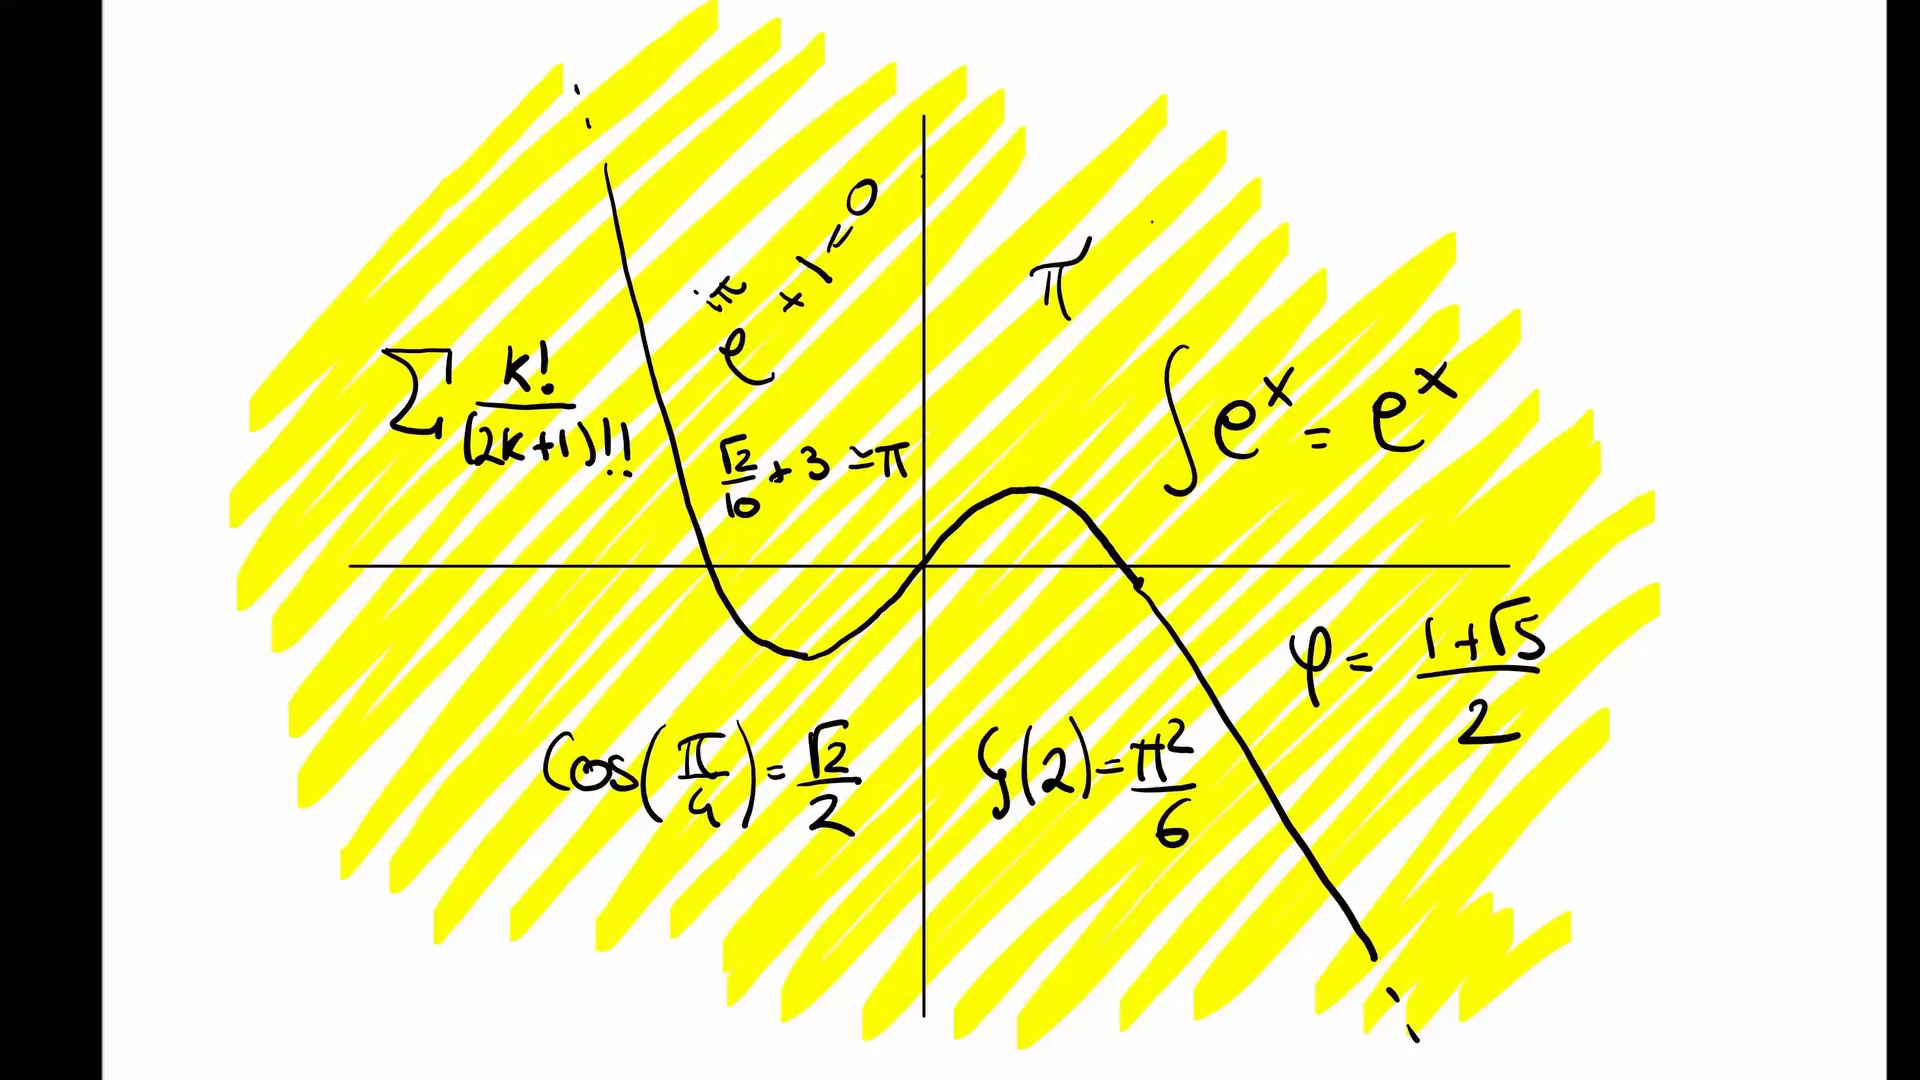 e^{iπ} + 1 = 0
π
∑ k! / (2k+1)!!
∫ e^x = e^x
√2/10 + 3 ≃ π
φ = (1+√5)/2
cos(π/4) = √2/2
ζ(2) = π²/6